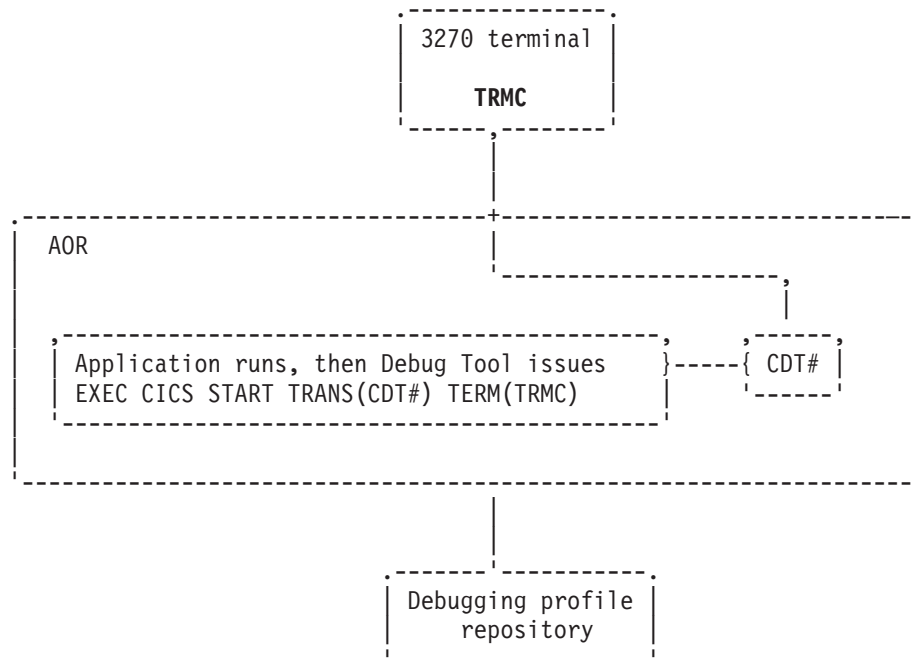 3270 terminal
TRMC
AOR
Application runs, then Debug Tool issues
EXEC CICS START TRANS(CDT#) TERM(TRMC)
CDT#
Debugging profile
repository